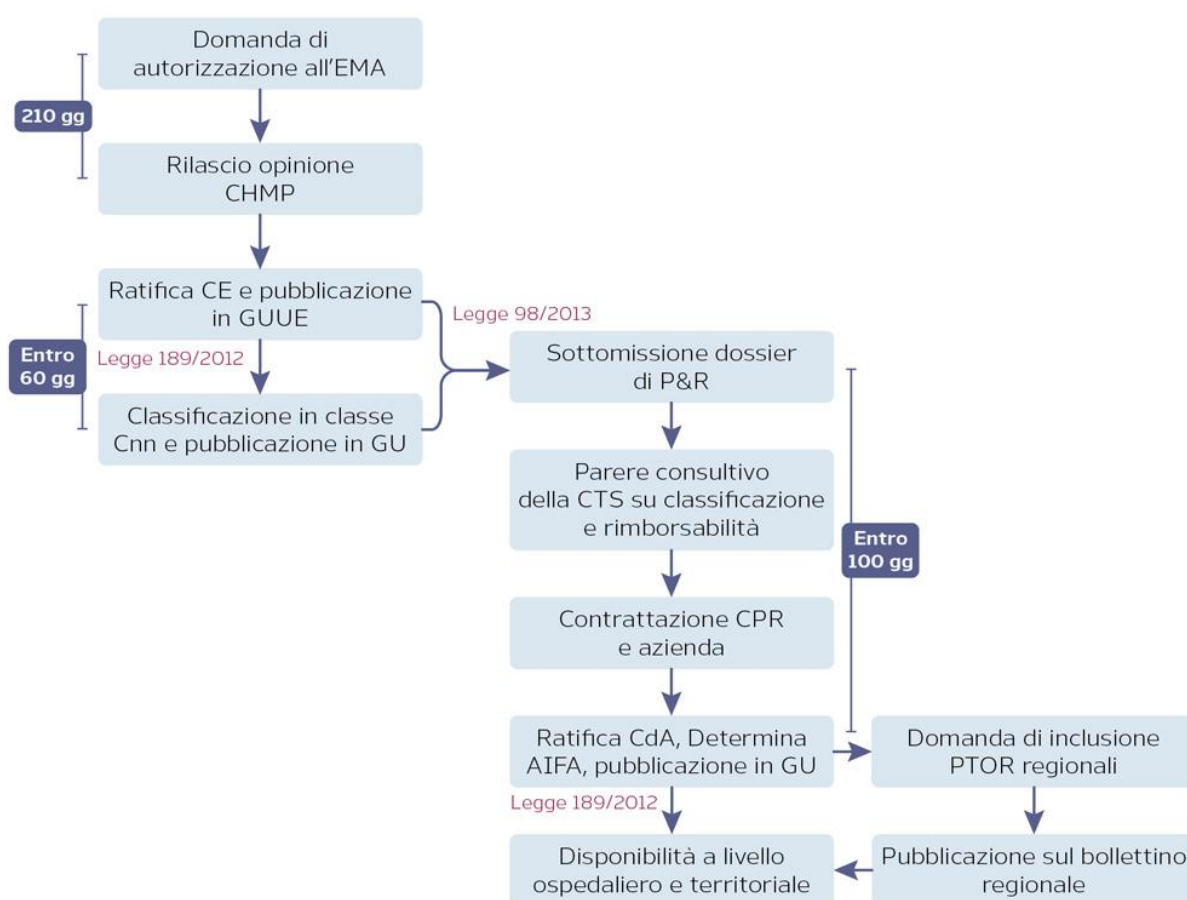 Domanda di
autorizzazione all'EMA
210 gg
Rilascio opinione
CHMP
Ratifica CE e pubblicazione
in GUUE
Legge 98/2013
Entro
60 gg
Legge 189/2012
Sottomissione dossier
di P&R
Classificazione in classe
Cnn e pubblicazione in GU
Parere consultivo
della CTS su classificazione
e rimborsabilità
Entro
100 gg
Contrattazione CPR
e azienda
Ratifica CdA, Determina
AIFA, pubblicazione in GU
Domanda di inclusione
PTOR regionali
Legge 189/2012
Disponibilità a livello
ospedaliero e territoriale
Pubblicazione sul bollettino
regionale